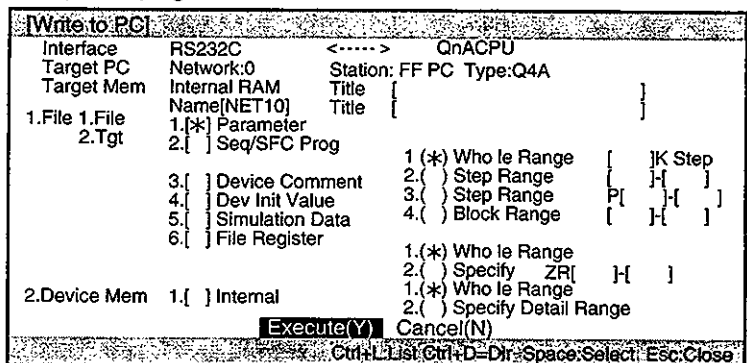 [Write to PC]
Interface RS232C <-----> QnACPU
Target PC Network:0 Station: FF PC Type:Q4A
Target Mem Internal RAM Title [ ]
Name[NET10] Title [ ]
1.File 1.File 1.[*] Parameter
2.Tgt 2.[ ] Seq/SFC Prog
1 (*) Who le Range [ ]K Step
3.[ ] Device Comment 2.( ) Step Range [ ]-[ ]
4.[ ] Dev Init Value 3.( ) Step Range P[ ]-[ ]
5.[ ] Simulation Data 4.( ) Block Range [ ]-[ ]
6.[ ] File Register
1.(*) Who le Range
2.( ) Specify ZR[ ]-[ ]
2.Device Mem 1.[ ] Internal 1.(*) Who le Range
2.( ) Specify Detail Range
Execute(Y) Cancel(N)
Ctrl+L:List Ctrl+D=Dir Space:Select: Esc:Close